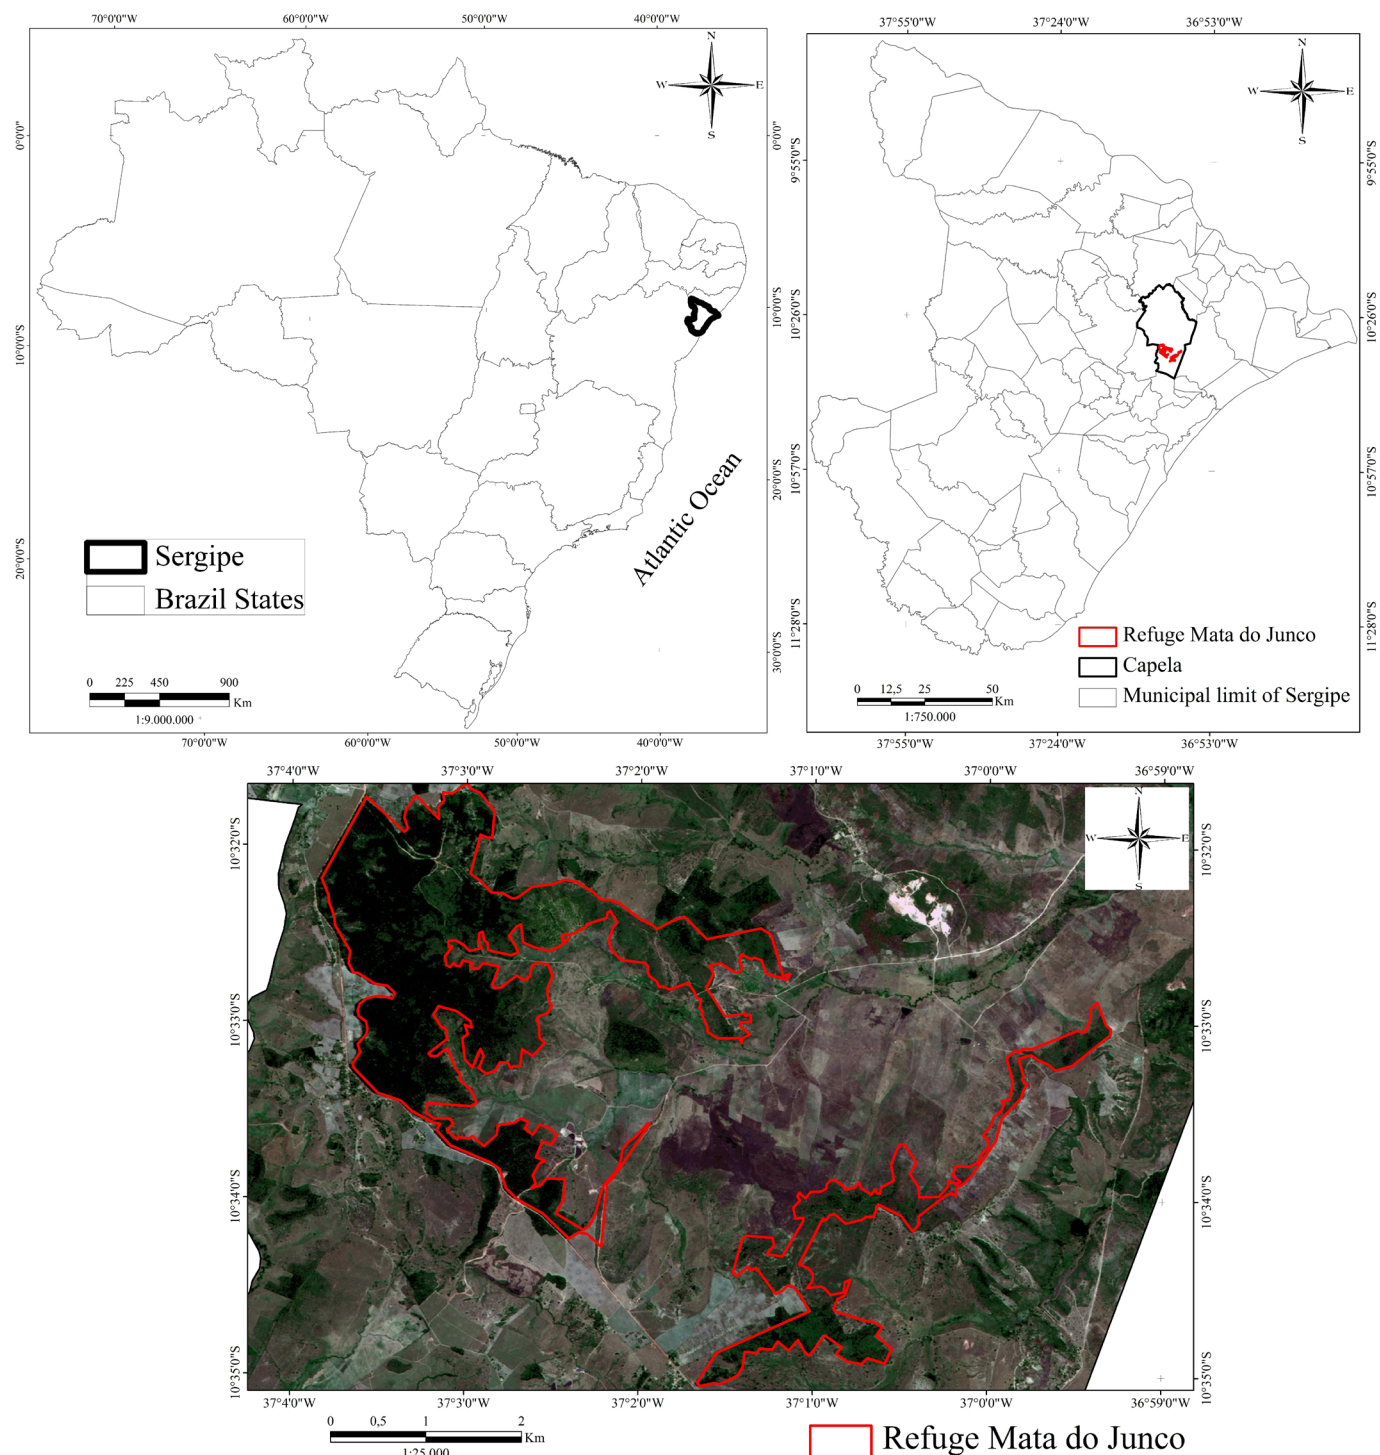 70°0'0"W 60°0'0"W 50°0'0"W 40°0'0"W
N
W E
S
0°0'0"
10°0'0"S
20°0'0"S
0°0'0"
10°0'0"S
20°0'0"S
30°0'0"S
Atlantic Ocean
Sergipe
Brazil States
0 225 450 900
Km
1:9.000.000
70°0'0"W 60°0'0"W 50°0'0"W 40°0'0"W
37°55'0"W 37°24'0"W 36°53'0"W
N
W E
S
9°55'0"S
10°26'0"S
10°57'0"S
11°28'0"S
9°55'0"S
10°26'0"S
10°57'0"S
11°28'0"S
Refuge Mata do Junco
Capela
Municipal limit of Sergipe
0 12,5 25 50
Km
1:750.000
37°55'0"W 37°24'0"W 36°53'0"W
37°4'0"W 37°3'0"W 37°2'0"W 37°1'0"W 37°0'0"W 36°59'0"W
N
W E
S
10°32'0"S
10°33'0"S
10°34'0"S
10°35'0"S
10°32'0"S
10°33'0"S
10°34'0"S
10°35'0"S
37°4'0"W 37°3'0"W 37°2'0"W 37°1'0"W 37°0'0"W 36°59'0"W
0 0,5 1 2
Km
1:25.000
Refuge Mata do Junco